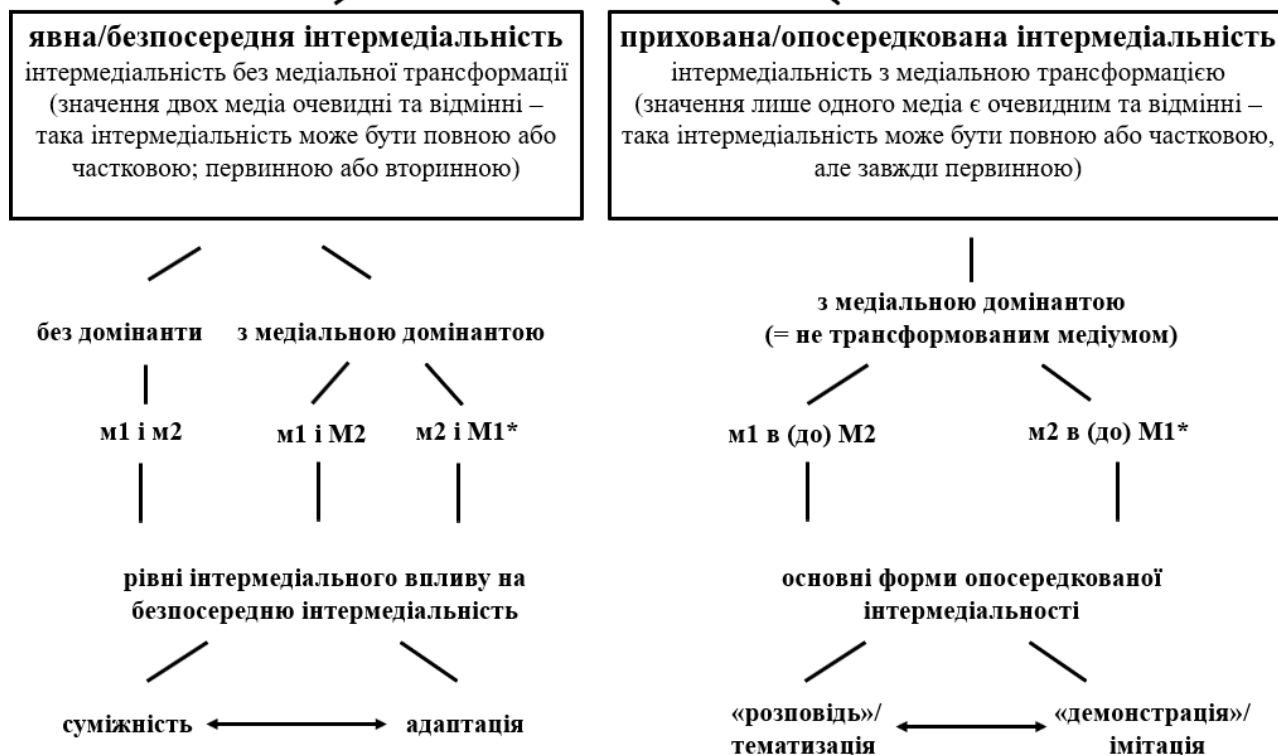 явна/безпосередня інтермедіальність
інтермедіальність без медіальної трансформації
(значення двох медіа очевидні та відмінні –
така інтермедіальність може бути повною або
частковою; первинною або вторинною)
прихована/опосередкована інтермедіальність
інтермедіальність з медіальною трансформацією
(значення лише одного медіа є очевидним та відмінні –
така інтермедіальність може бути повною або частковою,
але завжди первинною)
без домінанти
з медіальною домінантою
з медіальною домінантою
(= не трансформованим медіумом)
м1 і м2
м1 і М2
м2 і М1*
м1 в (до) М2
м2 в (до) М1*
рівні інтермедіального впливу на
безпосередню інтермедіальність
основні форми опосередкованої
інтермедіальності
суміжність
адаптація
«розповідь»/
тематизація
«демонстрація»/
імітація